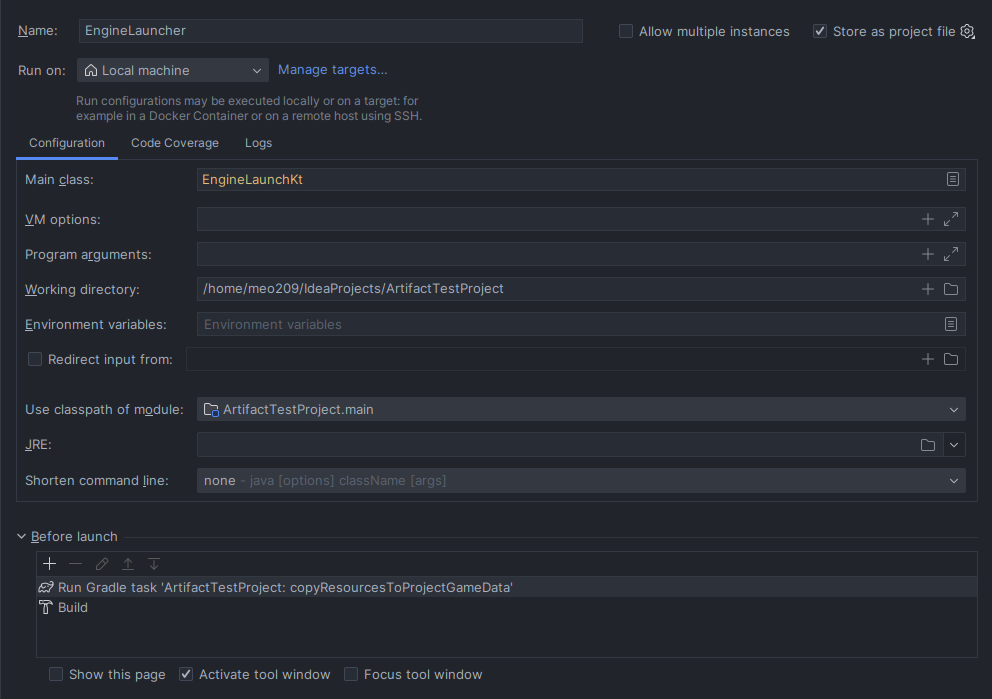 Name: EngineLauncher Allow multiple instances Store as project file
Run on: Local machine Manage targets...
Run configurations may be executed locally or on a target: for
example in a Docker Container or on a remote host using SSH.
Configuration Code Coverage Logs
Main class: EngineLaunchKt
VM options:
Program arguments:
Working directory: /home/meo209/IdeaProjects/ArtifactTestProject
Environment variables: Environment variables
Redirect input from:
Use classpath of module: ArtifactTestProject.main
JRE:
Shorten command line: none - java [options] className [args]
Before launch
Run Gradle task 'ArtifactTestProject: copyResourcesToProjectGameData'
Build
Show this page Activate tool window Focus tool window